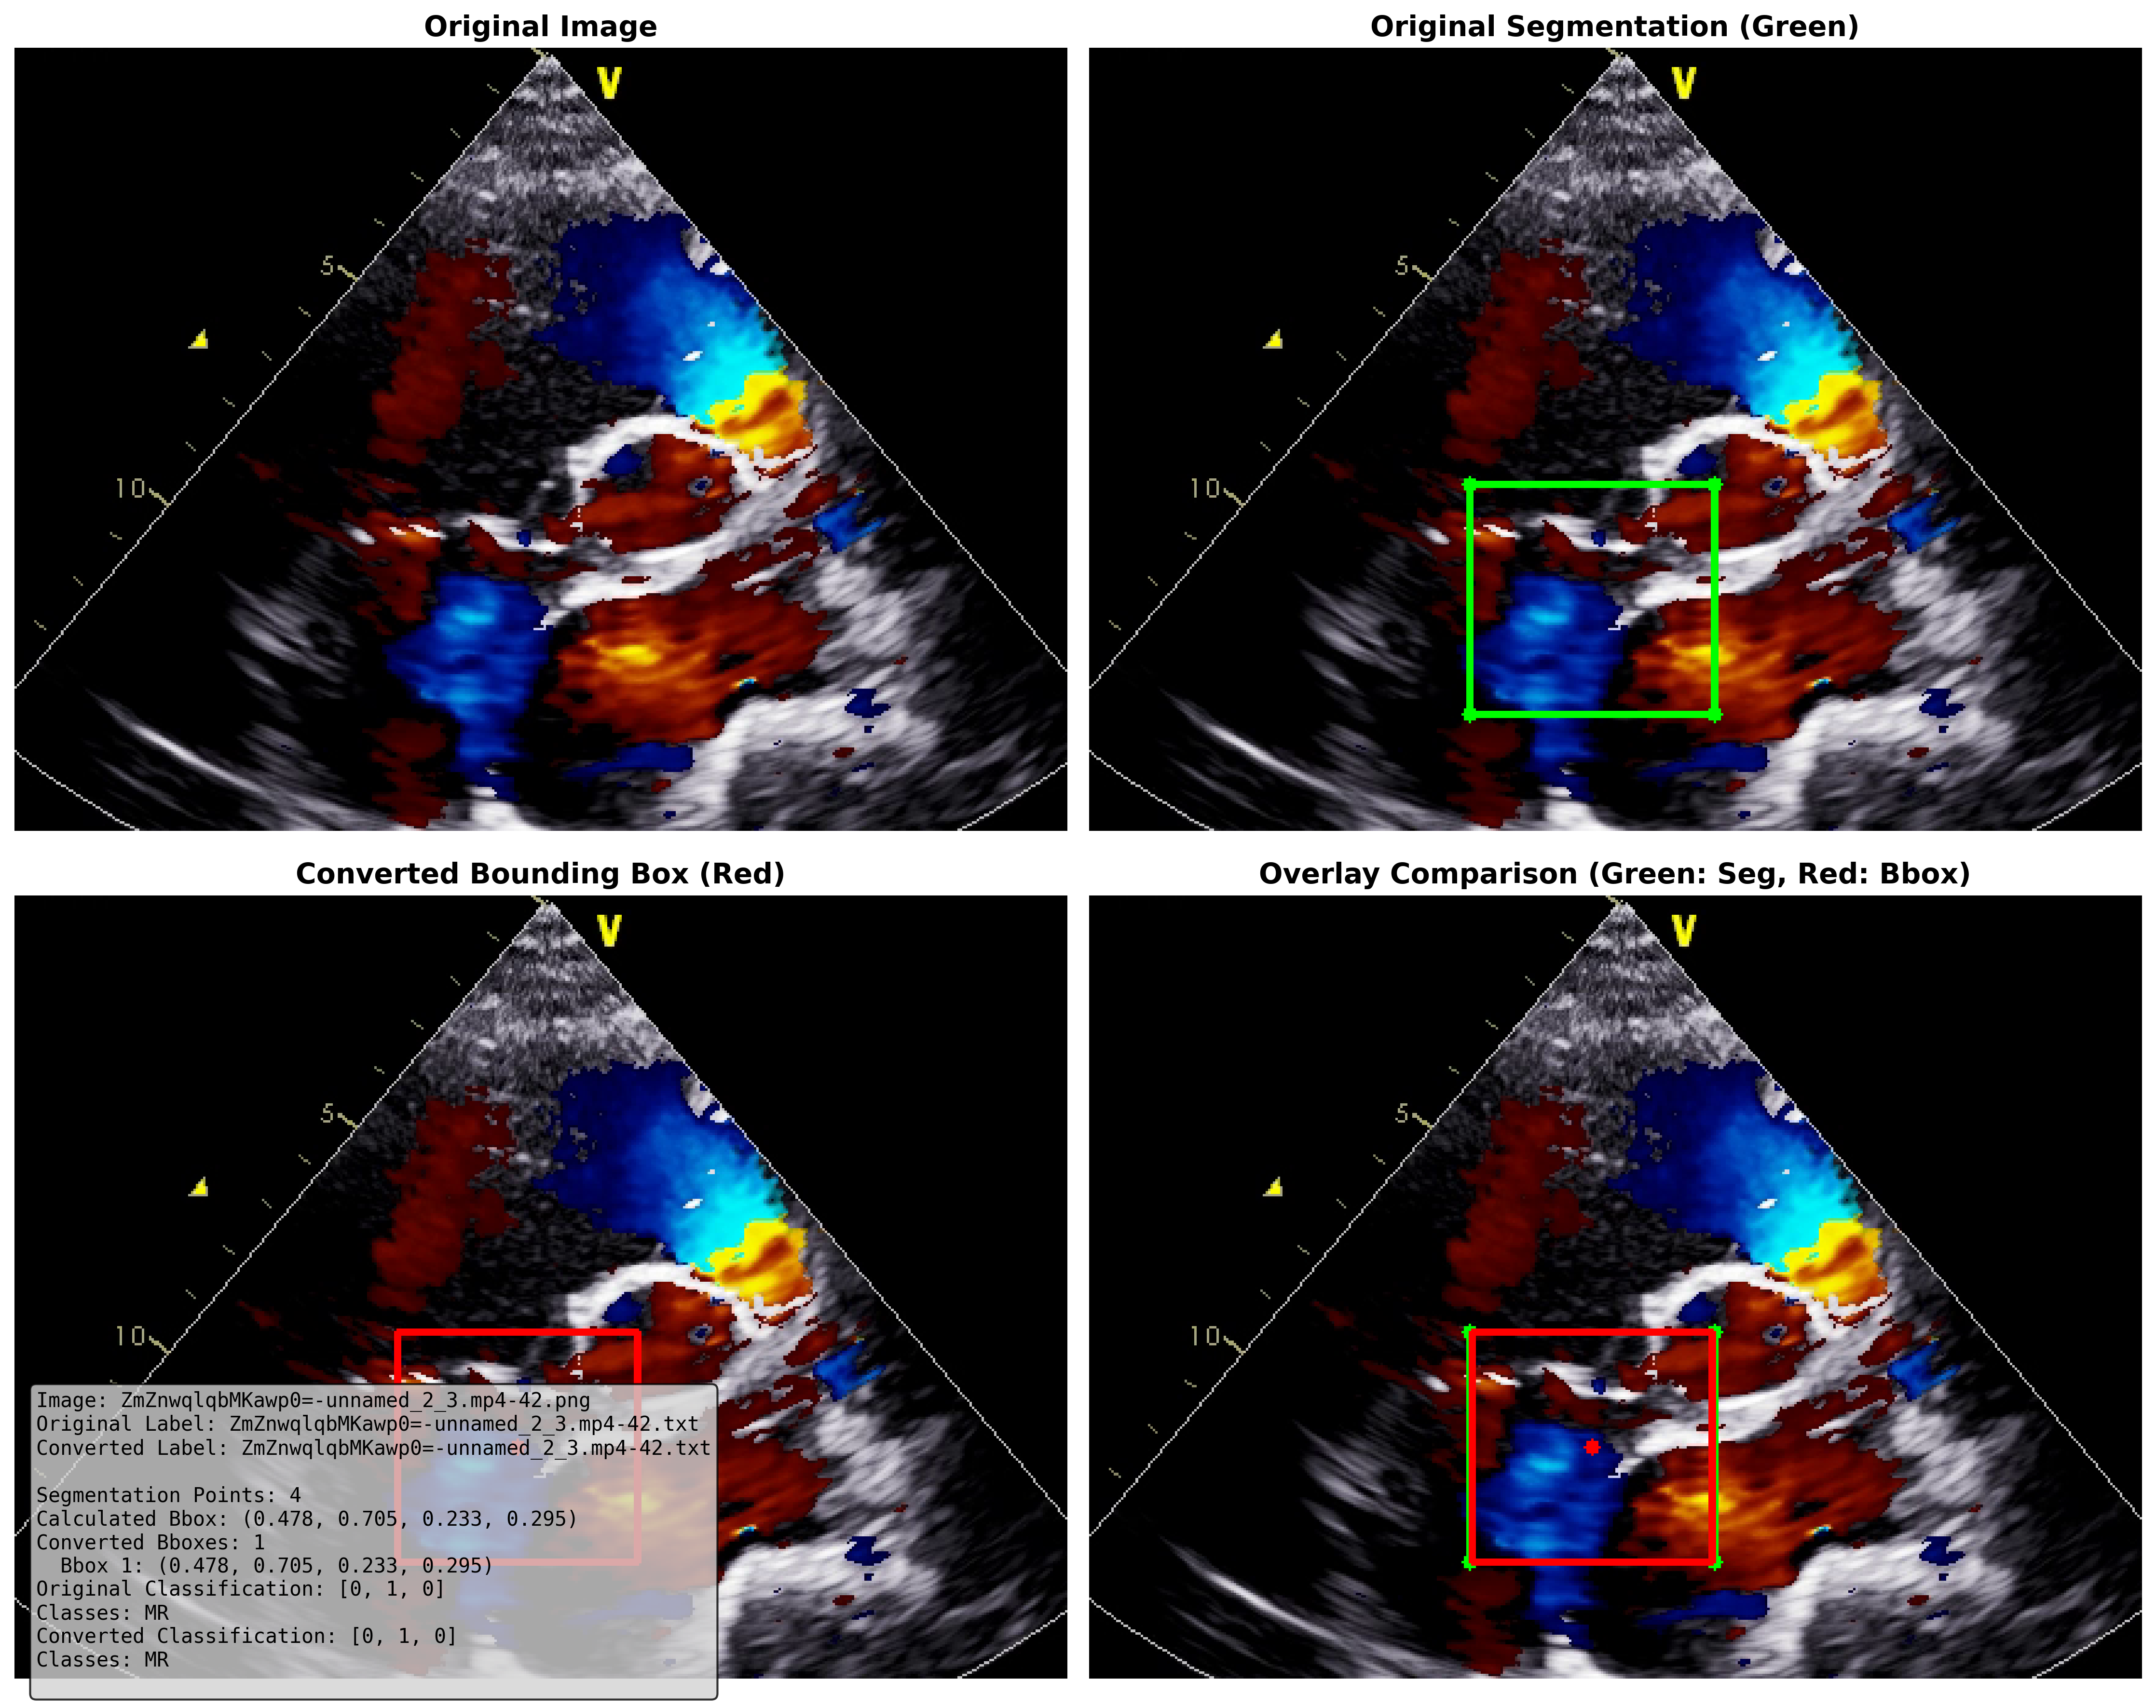 Original Image
Original Segmentation (Green)
V
5
10
V
5
10
Converted Bounding Box (Red)
Overlay Comparison (Green: Seg, Red: Bbox)
V
5
10
Image: ZmZnwqlqbMKawp0=-unnamed_2_3.mp4-42.png
Original Label: ZmZnwqlqbMKawp0=-unnamed_2_3.mp4-42.txt
Converted Label: ZmZnwqlqbMKawp0=-unnamed_2_3.mp4-42.txt
Segmentation Points: 4
Calculated Bbox: (0.478, 0.705, 0.233, 0.295)
Converted Bboxes: 1
Bbox 1: (0.478, 0.705, 0.233, 0.295)
Original Classification: [0, 1, 0]
Classes: MR
Converted Classification: [0, 1, 0]
Classes: MR
V
5
10